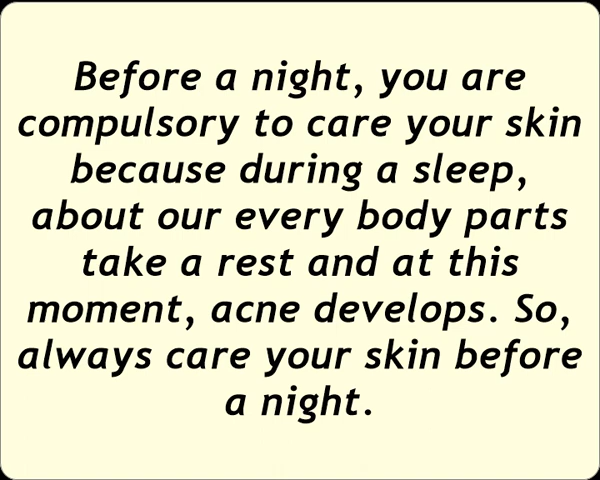 Before a night, you are
compulsory to care your skin
because during a sleep,
about our every body parts
take a rest and at this
moment, acne develops. So,
always care your skin before
a night.